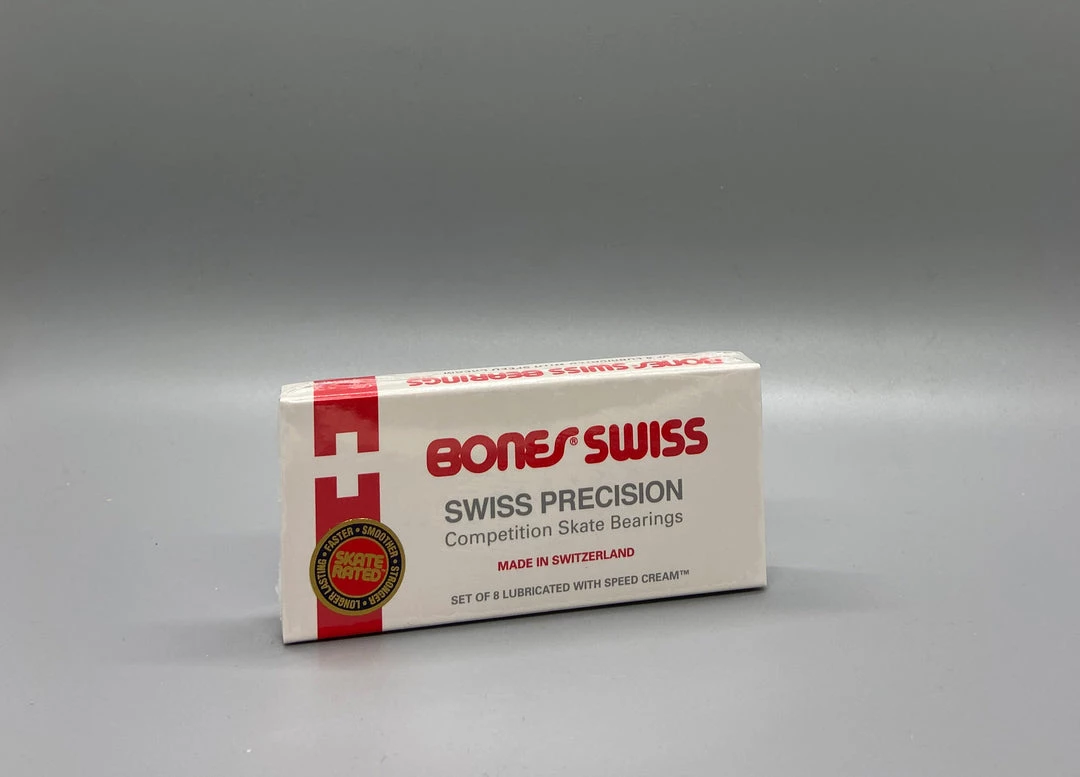 BONES SWISS BEARINGS
BONES® SWISS
SWISS PRECISION
Competition Skate Bearings
MADE IN SWITZERLAND
SET OF 8 LUBRICATED WITH SPEED CREAM™
FASTER • SMOOTHER • STRONGER • LONGER LASTING •
SKATE
RATED